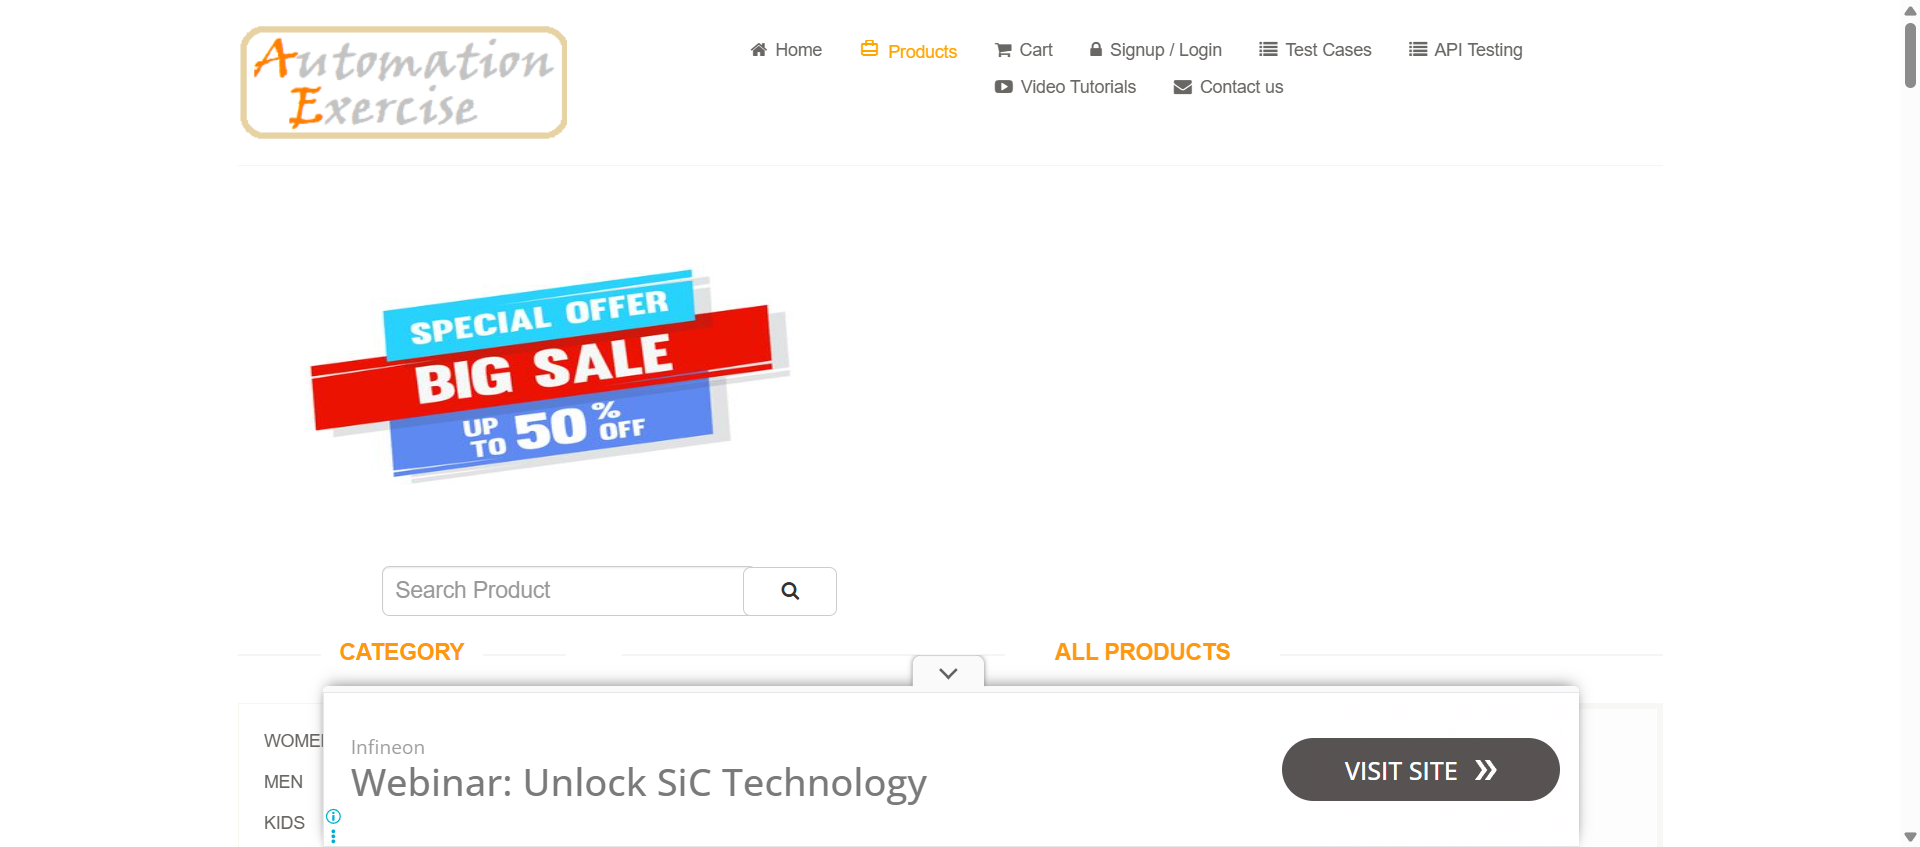 Automation
Exercise
Home
Products
Cart
Signup / Login
Test Cases
API Testing
Video Tutorials
Contact us
SPECIAL OFFER
BIG SALE
UP TO 50% OFF
Search Product
CATEGORY
ALL PRODUCTS
WOME
MEN
KIDS
Infineon
Webinar: Unlock SiC Technology
VISIT SITE